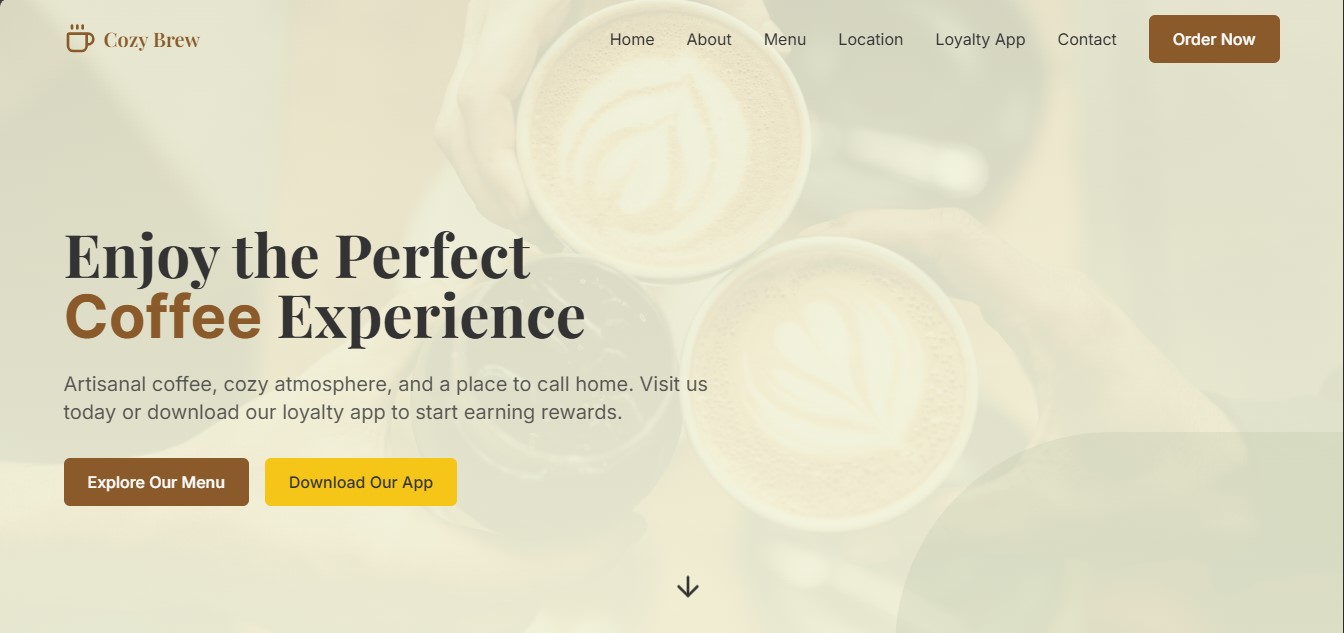 Cozy Brew
Home
About
Menu
Location
Loyalty App
Contact
Order Now
Enjoy the Perfect
Coffee Experience
Artisanal coffee, cozy atmosphere, and a place to call home. Visit us
today or download our loyalty app to start earning rewards.
Explore Our Menu
Download Our App